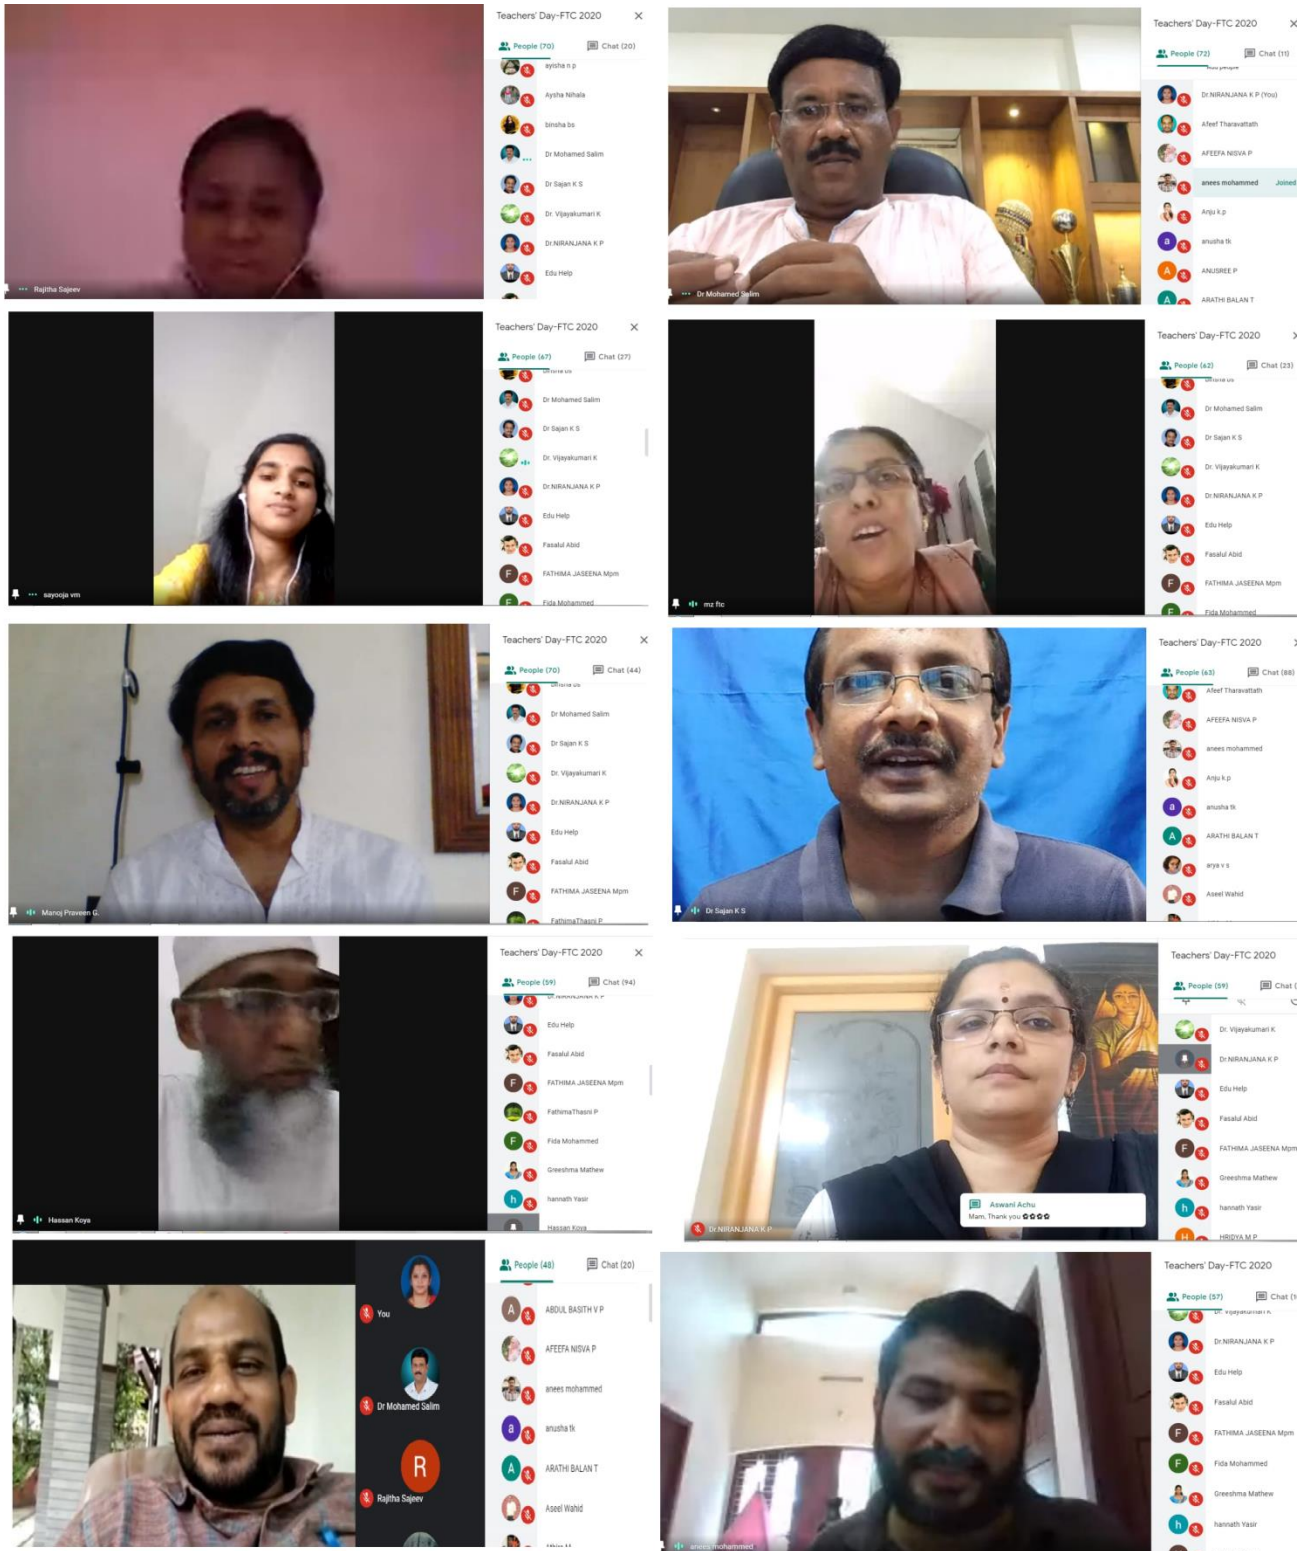 Teachers' Day-FTC 2020
People (70) Chat (20)
ayisha n p
Aysha Nihala
binsha bs
Dr Mohamed Salim
Dr Sajan K S
Dr. Vijayakumari K
Dr.NIRANJANA K P
Edu Help
Rajitha Sajeev
Teachers' Day-FTC 2020
People (72) Chat (11)
Dr.NIRANJANA K P (You)
Afeef Tharavattath
AFEEFA NISVA P
anees mohammed Joined
Anju k.p
a anusha tk
A ANUSREE P
A ARATHI BALAN T
Dr Mohamed Salim
Teachers' Day-FTC 2020
People (67) Chat (27)
binsha bs
Dr Mohamed Salim
Dr Sajan K S
Dr. Vijayakumari K
Dr.NIRANJANA K P
Edu Help
Fasalul Abid
F FATHIMA JASEENA Mpm
F Fida Mohammed
sayooja vm
Teachers' Day-FTC 2020
People (62) Chat (23)
binsha bs
Dr Mohamed Salim
Dr Sajan K S
Dr. Vijayakumari K
Dr.NIRANJANA K P
Edu Help
Fasalul Abid
F FATHIMA JASEENA Mpm
F Fida Mohammed
mz ftc
Teachers' Day-FTC 2020
People (70) Chat (44)
binsha bs
Dr Mohamed Salim
Dr Sajan K S
Dr. Vijayakumari K
Dr.NIRANJANA K P
Edu Help
Fasalul Abid
F FATHIMA JASEENA Mpm
FathimaThasni P
Manoj Praveen G.
Teachers' Day-FTC 2020
People (63) Chat (88)
Afeef Tharavattath
AFEEFA NISVA P
anees mohammed
Anju k.p
a anusha tk
A ARATHI BALAN T
arya v s
Aseel Wahid
Dr Sajan K S
Teachers' Day-FTC 2020
People (59) Chat (94)
Dr.NIRANJANA K P
Edu Help
Fasalul Abid
F FATHIMA JASEENA Mpm
FathimaThasni P
F Fida Mohammed
Greeshma Mathew
h hannath Yasir
Hassan Koya
Hassan Koya
Teachers' Day-FTC 2020
People (59) Chat (
Dr. Vijayakumari K
Dr.NIRANJANA K P
Edu Help
Fasalul Abid
F FATHIMA JASEENA Mpm
Greeshma Mathew
h hannath Yasir
H HRIDYA M P
Aswani Achu
Mam, Thank you
Dr.NIRANJANA K P
People (48) Chat (20)
You
Dr Mohamed Salim
R
Rajitha Sajeev
A ABDUL BASITH V P
AFEEFA NISVA P
anees mohammed
a anusha tk
A ARATHI BALAN T
Aseel Wahid
Teachers' Day-FTC 2020
People (57) Chat (1
Dr. Vijayakumari K
Dr.NIRANJANA K P
Edu Help
Fasalul Abid
F FATHIMA JASEENA Mpm
F Fida Mohammed
Greeshma Mathew
h hannath Yasir
anees mohammed